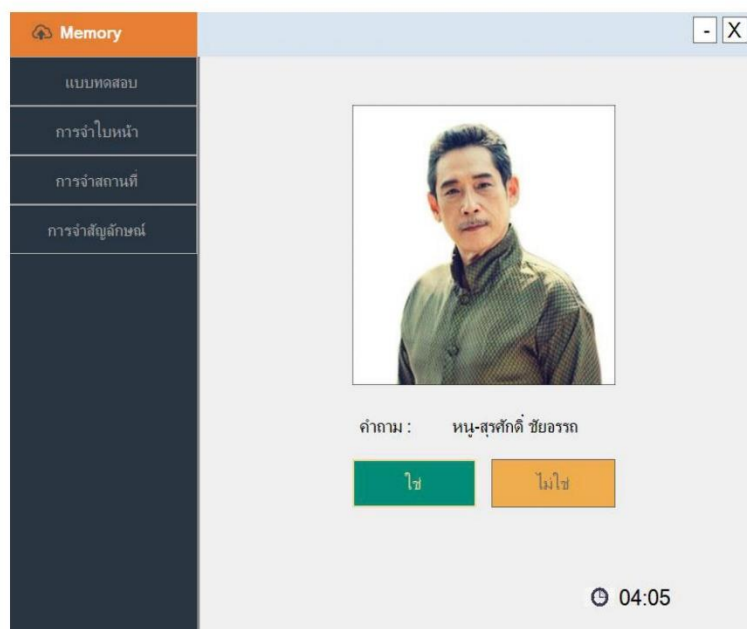 Memory
- X
แบบทดสอบ
การจำใบหน้า
การจำสถานที่
การจำสัญลักษณ์
คำถาม : หนู-สุรศักดิ์ ชัยอรรถ
ใช่ ไม่ใช่
04:05